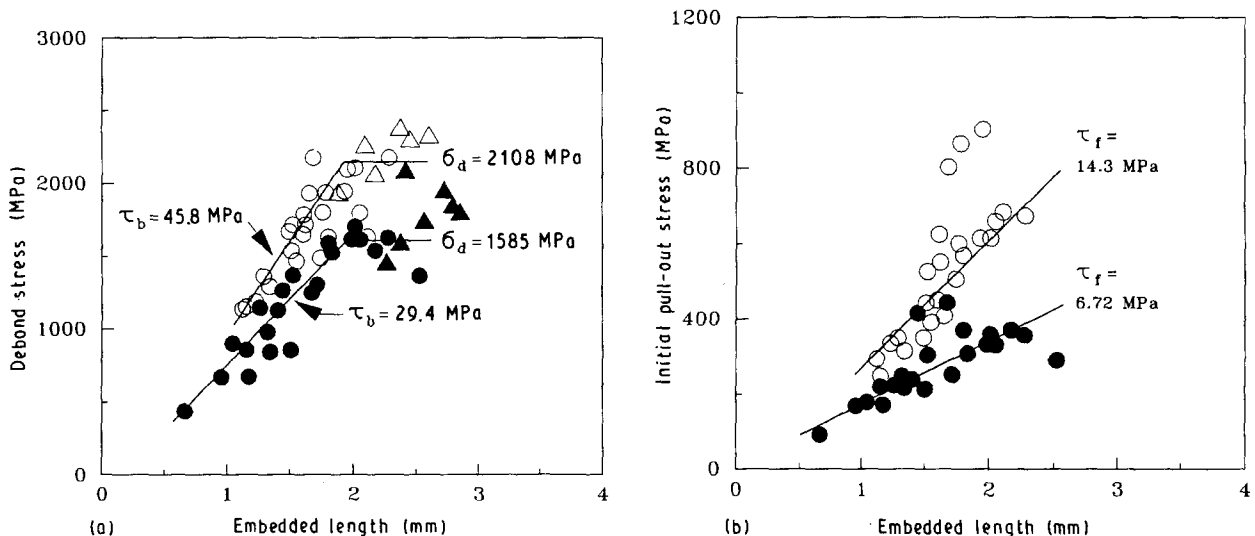 3000
2000
1000
0
Debond stress (MPa)
τb = 45.8 MPa
σd = 2108 MPa
σd = 1585 MPa
τb = 29.4 MPa
0 1 2 3 4
(a) Embedded length (mm)
1200
800
400
0
Initial pull-out stress (MPa)
τf =
14.3 MPa
τf =
6.72 MPa
0 1 2 3 4
(b) Embedded length (mm)